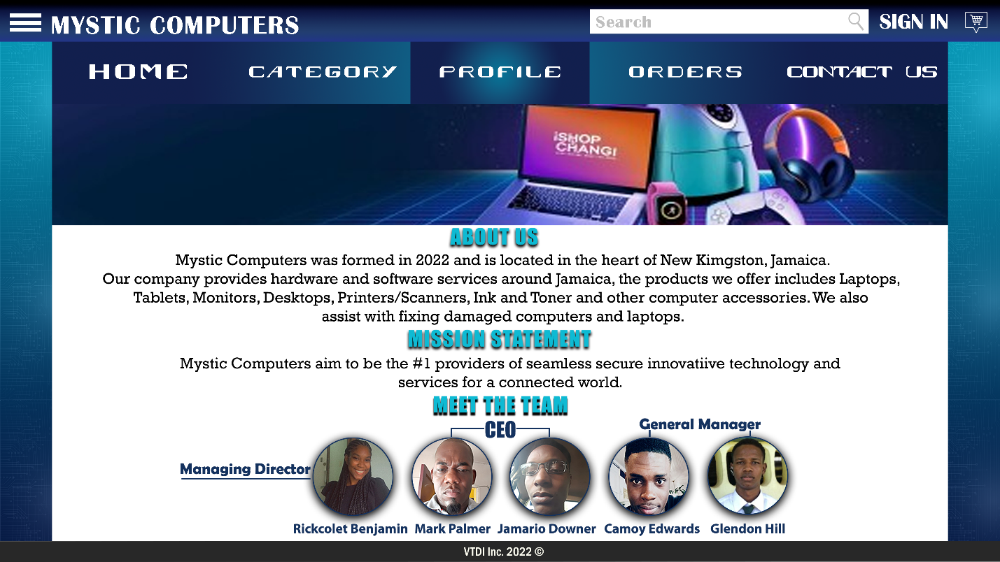 MYSTIC COMPUTERS
Search
SIGN IN
HOME
CATEGORY
PROFILE
ORDERS
CONTACT US
iSHOP
CHANGI
ABOUT US
Mystic Computers was formed in 2022 and is located in the heart of New Kimgston, Jamaica.
Our company provides hardware and software services around Jamaica, the products we offer includes Laptops,
Tablets, Monitors, Desktops, Printers/Scanners, Ink and Toner and other computer accessories. We also
assist with fixing damaged computers and laptops.
MISSION STATEMENT
Mystic Computers aim to be the #1 providers of seamless secure innovatiive technology and
services for a connected world.
MEET THE TEAM
CEO
General Manager
Managing Director
Rickcolet Benjamin
Mark Palmer
Jamario Downer
Camoy Edwards
Glendon Hill
VTDI Inc. 2022 ©